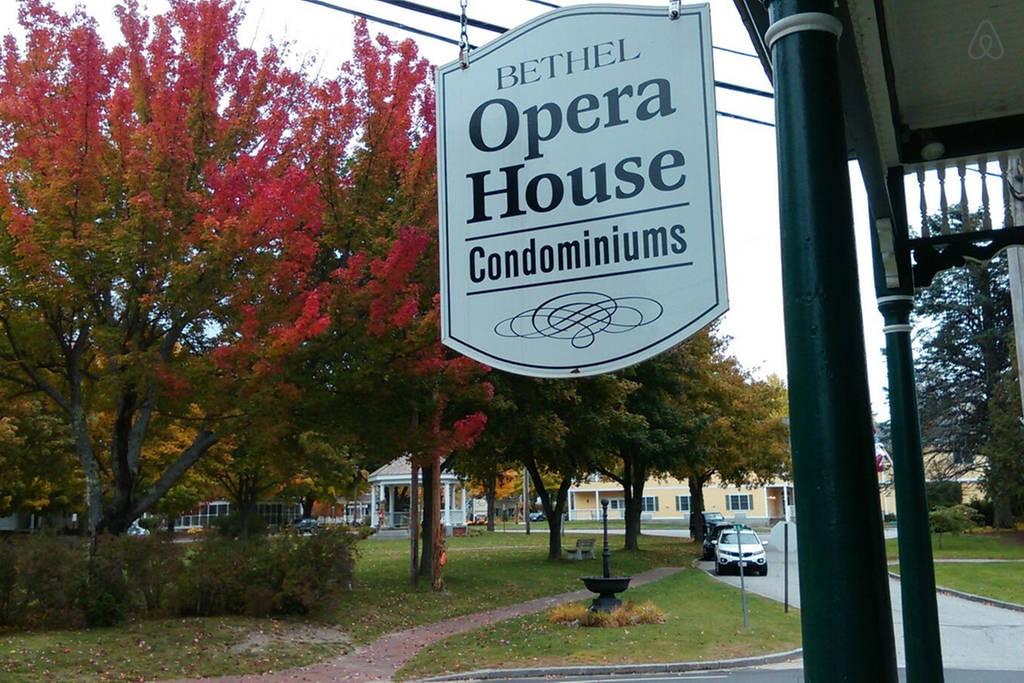 BETHEL
Opera
House
Condominiums